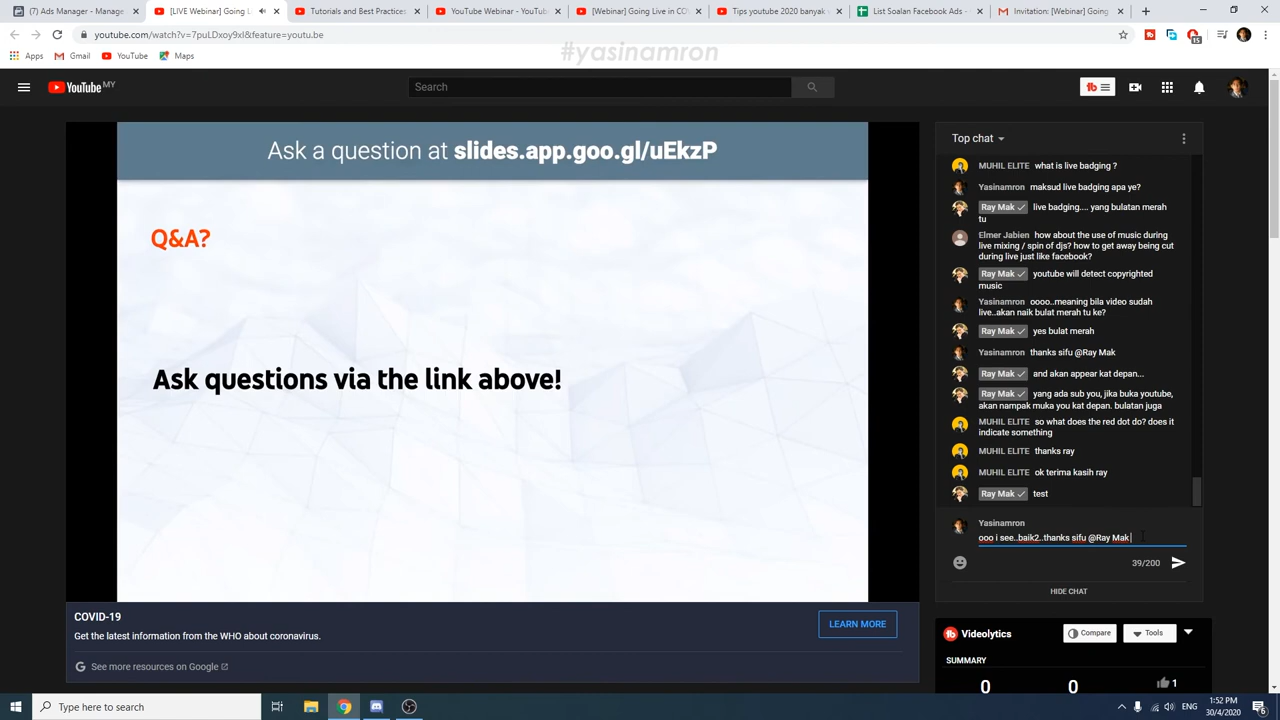 (7) Ads Manager - Manage
[LIVE Webinar] Going L
Tutorials and Best Practices
YouTube Webinar - YouTube
[Webinar] Going Live in CO
Tips youtube 2020 banyak
List Soalan Facebook Ads -
Invitation: [Webinar] Going
youtube.com/watch?v=7puLDxoy9xI&feature=youtu.be
15
Apps
Gmail
YouTube
Maps
#yasinamron
YouTube MY
Search
Ask a question at slides.app.goo.gl/uEkzP
Q&A?
Ask questions via the link above!
COVID-19
Get the latest information from the WHO about coronavirus.
LEARN MORE
See more resources on Google
Top chat
MUHIL ELITE what is live badging ?
Yasinamron maksud live badging apa ye?
Ray Mak live badging.... yang bulatan merah
tu
Elmer Jabien how about the use of music during
live mixing / spin of djs? how to get away being cut
during live just like facebook?
Ray Mak youtube will detect copyrighted
music
Yasinamron oooo..meaning bila video sudah
live..akan naik bulat merah tu ke?
Ray Mak yes bulat merah
Yasinamron thanks sifu @Ray Mak
Ray Mak and akan appear kat depan...
Ray Mak yang ada sub you, jika buka youtube,
akan nampak muka you kat depan. bulatan juga
MUHIL ELITE so what does the red dot do? does it
indicate something
MUHIL ELITE thanks ray
MUHIL ELITE ok terima kasih ray
Ray Mak test
Yasinamron
ooo i see..baik2..thanks sifu @Ray Mak
39/200
HIDE CHAT
Videolytics
Compare
Tools
SUMMARY
0
0
1
Type here to search
ENG
1:52 PM
30/4/2020
6